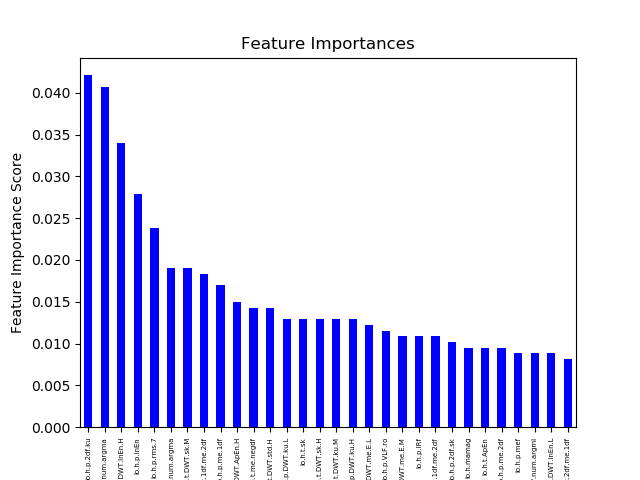 Feature Importances
Feature Importance Score
0.040
0.035
0.030
0.025
0.020
0.015
0.010
0.005
0.000
lo.h.p.2df.ku
num.argma
DWT.lnEn.H
lo.h.p.lnEn
lo.h.p.rms.7
num.argma
.t.DWT.sk.M
:.1df.me.2df
o.h.p.me.1df
DWT.ApEn.H
.t.me.negdf
t.DWT.std.H
.p.DWT.ku.L
lo.h.t.sk
.t.DWT.sk.H
t.DWT.ku.M
p.DWT.ku.H
DWT.me.E.L
lo.h.p.VLF.ro
DWT.me.E.M
lo.h.p.IRf
.1df.me.2df
lo.h.p.2df.sk
lo.h.mamag
lo.h.t.ApEn
o.h.p.me.2df
lo.h.p.mef
.num.argmi
DWT.lnEn.L
:.2df.me.1df